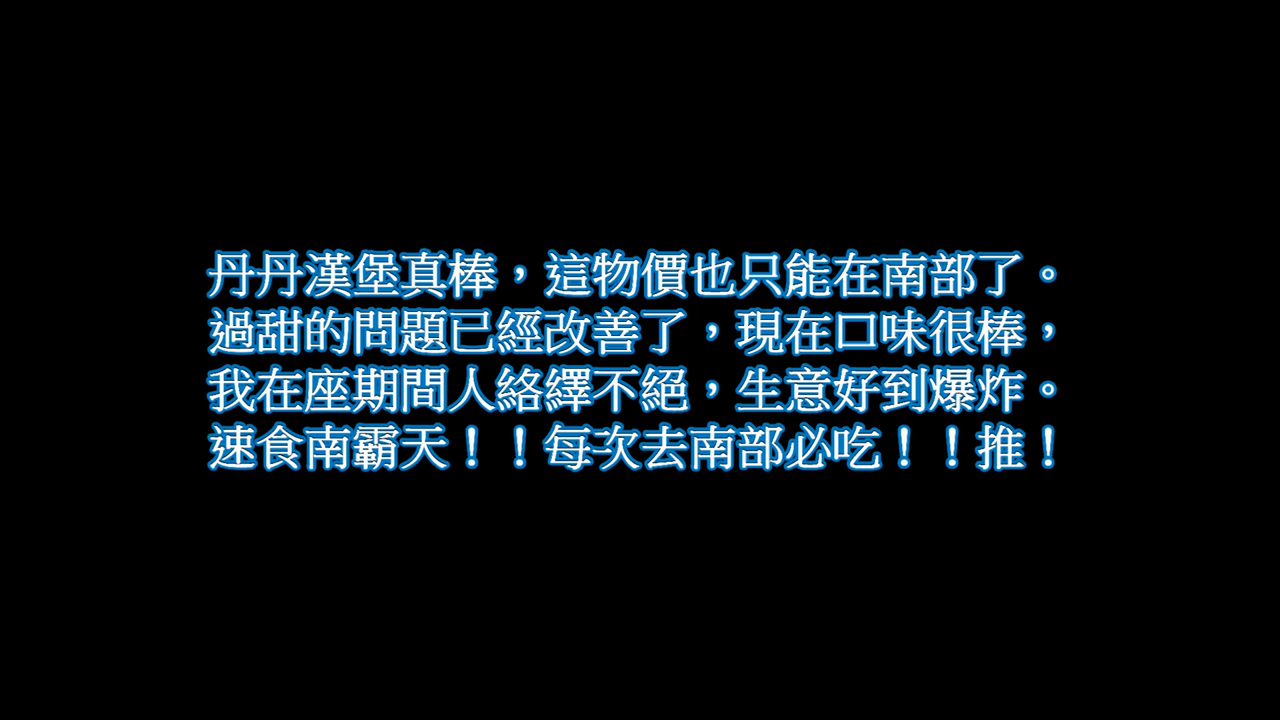 丹丹漢堡真棒，這物價也只能在南部了。
過甜的問題已經改善了，現在口味很棒，
我在座期間人絡繹不絕，生意好到爆炸。
速食南霸天！！每次去南部必吃！！推！